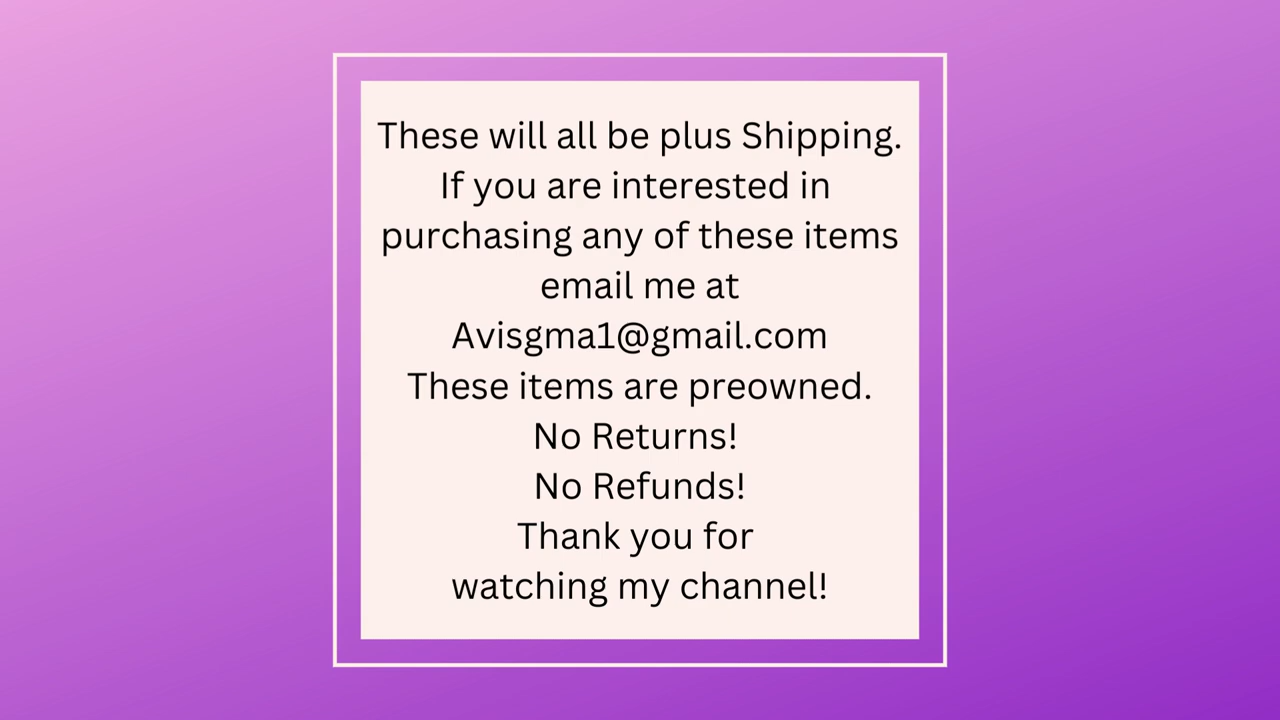 These will all be plus Shipping.
If you are interested in
purchasing any of these items
email me at
Avisgma1@gmail.com
These items are preowned.
No Returns!
No Refunds!
Thank you for
watching my channel!